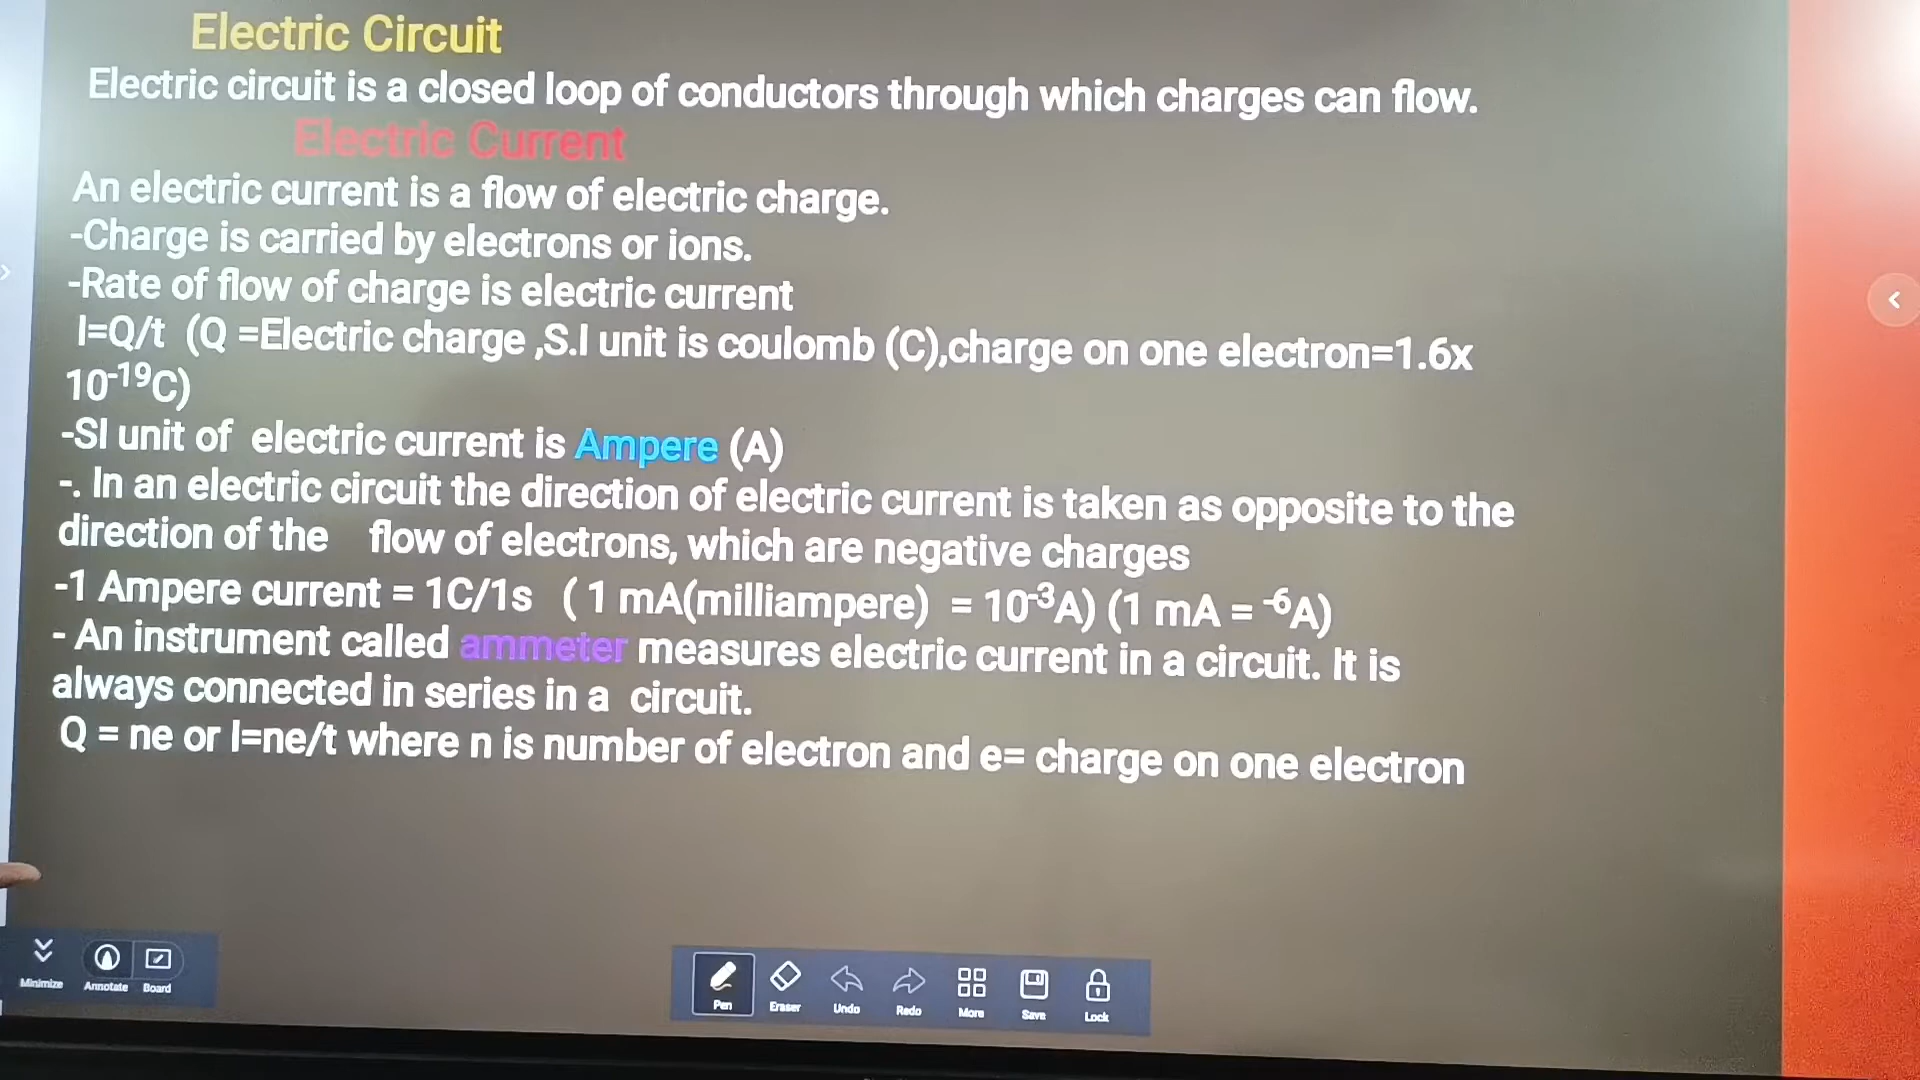 Electric Circuit
Electric circuit is a closed loop of conductors through which charges can flow.
Electric Current
An electric current is a flow of electric charge.
-Charge is carried by electrons or ions.
-Rate of flow of charge is electric current
I=Q/t (Q =Electric charge ,S.I unit is coulomb (C),charge on one electron=1.6x
10⁻¹⁹C)
-SI unit of electric current is Ampere (A)
-. In an electric circuit the direction of electric current is taken as opposite to the
direction of the flow of electrons, which are negative charges
-1 Ampere current = 1C/1s ( 1 mA(milliampere) = 10⁻³A) (1 mA = ⁻⁶A)
- An instrument called ammeter measures electric current in a circuit. It is
always connected in series in a circuit.
Q = ne or I=ne/t where n is number of electron and e= charge on one electron
Minimize Annotate Board
Pen Eraser Undo Redo More Save Lock